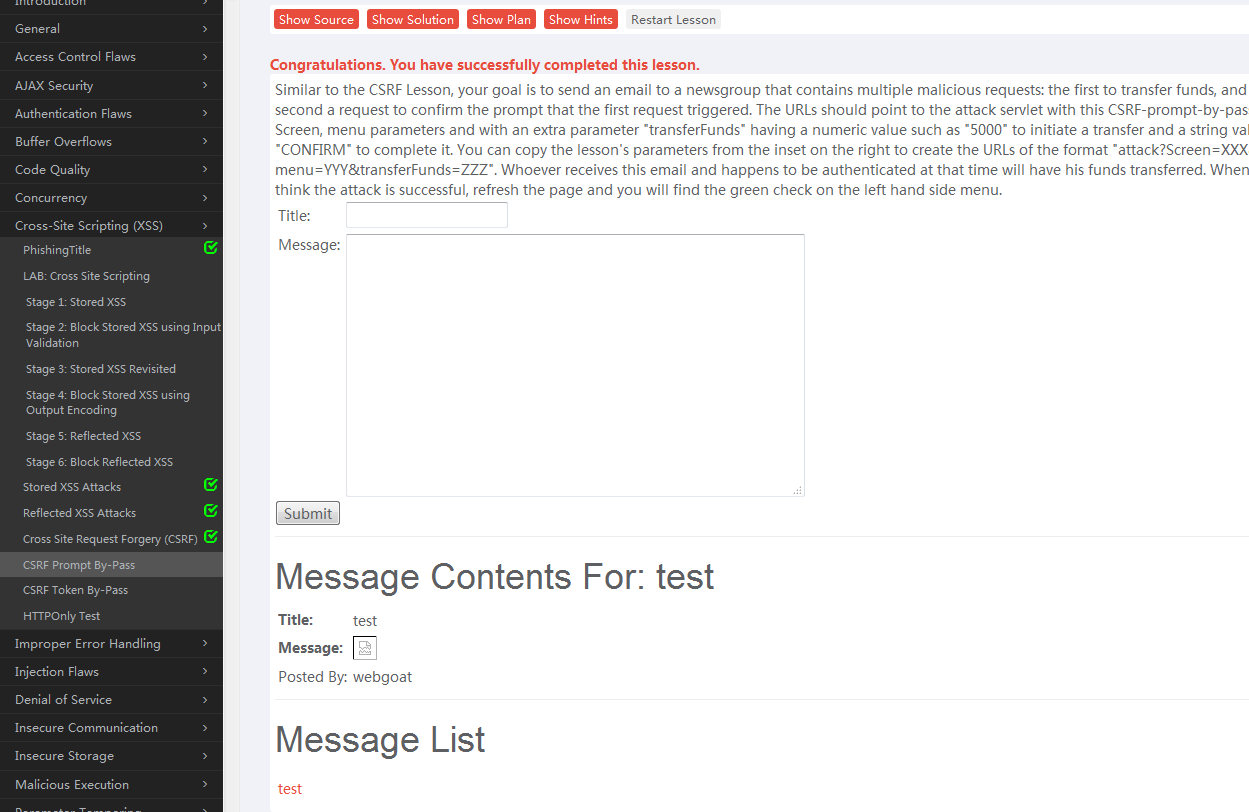 Introduction
General
Access Control Flaws
AJAX Security
Authentication Flaws
Buffer Overflows
Code Quality
Concurrency
Cross-Site Scripting (XSS)
PhishingTitle
LAB: Cross Site Scripting
Stage 1: Stored XSS
Stage 2: Block Stored XSS using Input
Validation
Stage 3: Stored XSS Revisited
Stage 4: Block Stored XSS using
Output Encoding
Stage 5: Reflected XSS
Stage 6: Block Reflected XSS
Stored XSS Attacks
Reflected XSS Attacks
Cross Site Request Forgery (CSRF)
CSRF Prompt By-Pass
CSRF Token By-Pass
HTTPOnly Test
Improper Error Handling
Injection Flaws
Denial of Service
Insecure Communication
Insecure Storage
Malicious Execution
Parameter Tampering
Show Source Show Solution Show Plan Show Hints Restart Lesson
Congratulations. You have successfully completed this lesson.
Similar to the CSRF Lesson, your goal is to send an email to a newsgroup that contains multiple malicious requests: the first to transfer funds, and
second a request to confirm the prompt that the first request triggered. The URLs should point to the attack servlet with this CSRF-prompt-by-pas
Screen, menu parameters and with an extra parameter "transferFunds" having a numeric value such as "5000" to initiate a transfer and a string val
"CONFIRM" to complete it. You can copy the lesson's parameters from the inset on the right to create the URLs of the format "attack?Screen=XXX
menu=YYY&transferFunds=ZZZ". Whoever receives this email and happens to be authenticated at that time will have his funds transferred. When
think the attack is successful, refresh the page and you will find the green check on the left hand side menu.
Title:
Message:
Submit
Message Contents For: test
Title: test
Message:
Posted By: webgoat
Message List
test